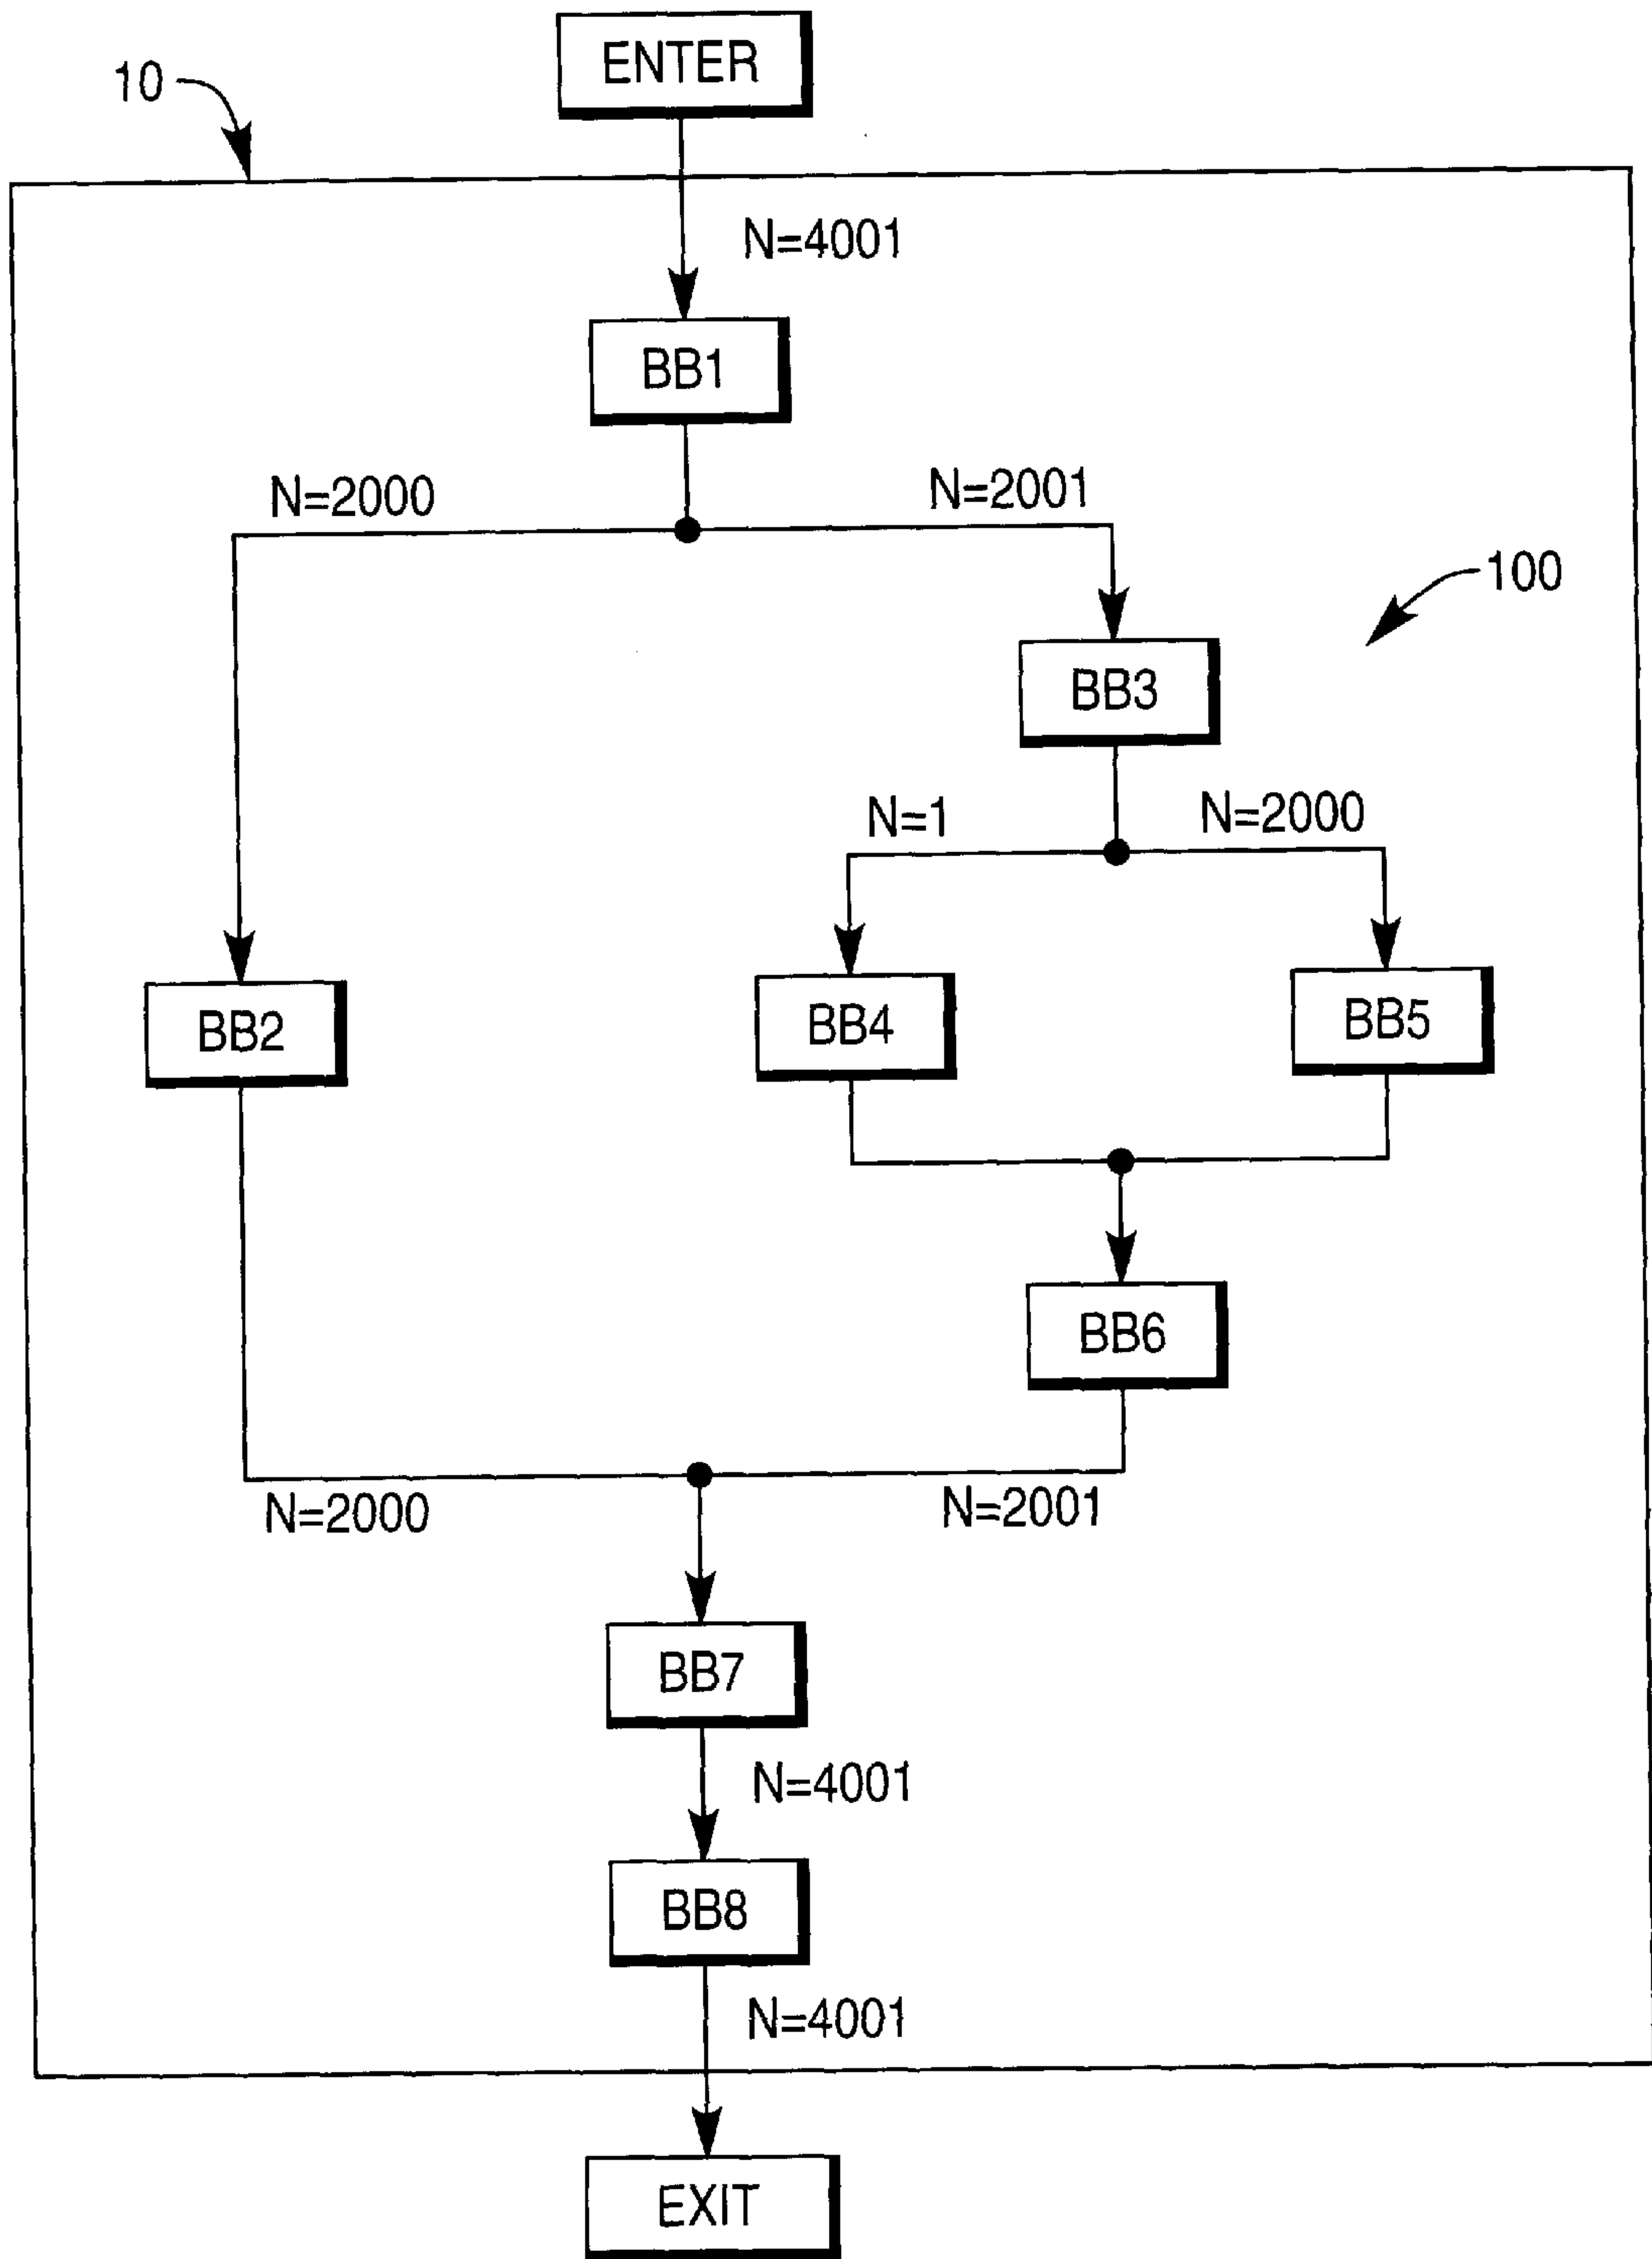 ENTER
10
N=4001
BB1
N=2000
N=2001
100
BB3
N=1
N=2000
BB2
BB4
BB5
BB6
N=2000
N=2001
BB7
N=4001
BB8
N=4001
EXIT